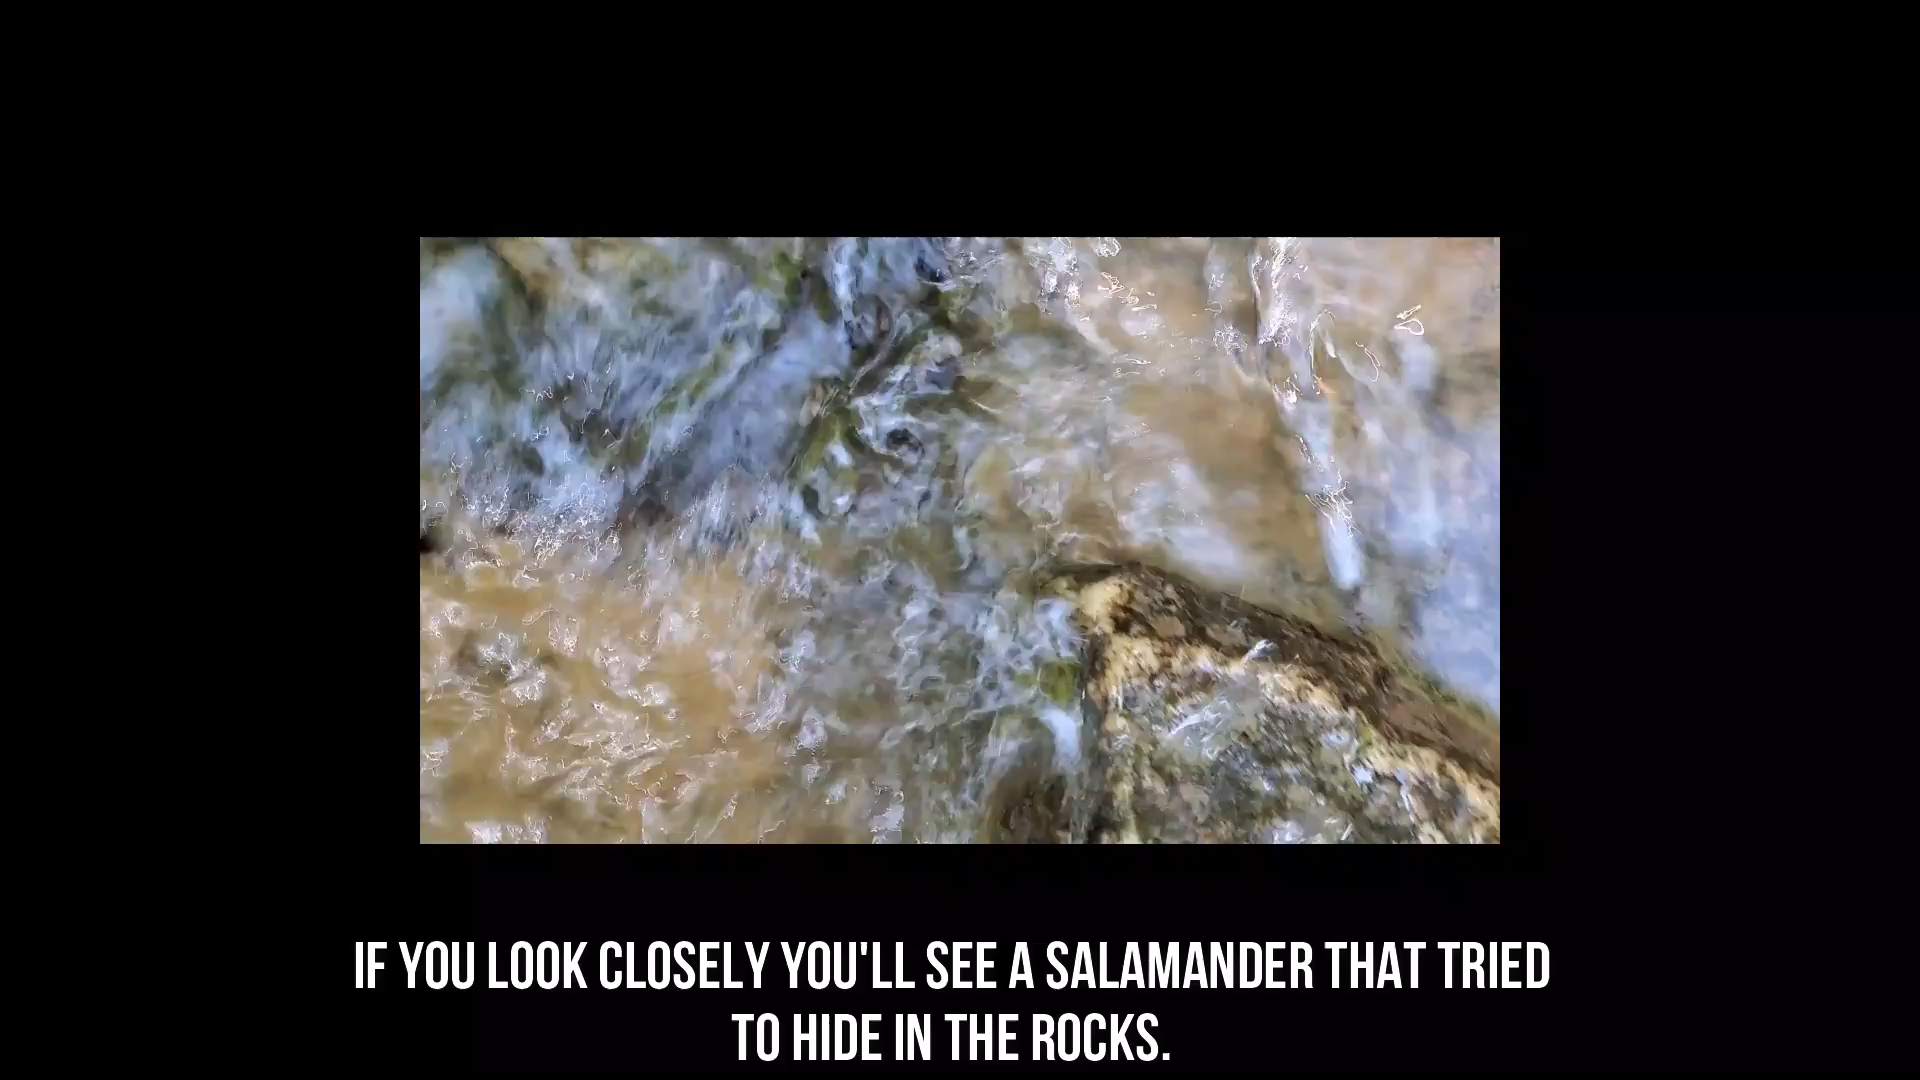 IF YOU LOOK CLOSELY YOU'LL SEE A SALAMANDER THAT TRIED
TO HIDE IN THE ROCKS.